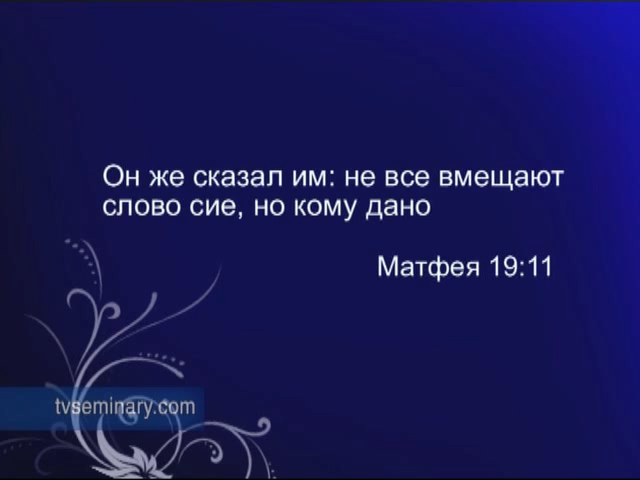 Он же сказал им: не все вмещают
слово сие, но кому дано
Матфея 19:11
tvseminary.com